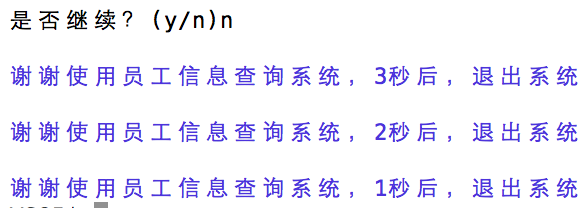 是否继续？(y/n)n
谢谢使用员工信息查询系统，3秒后，退出系统
谢谢使用员工信息查询系统，2秒后，退出系统
谢谢使用员工信息查询系统，1秒后，退出系统